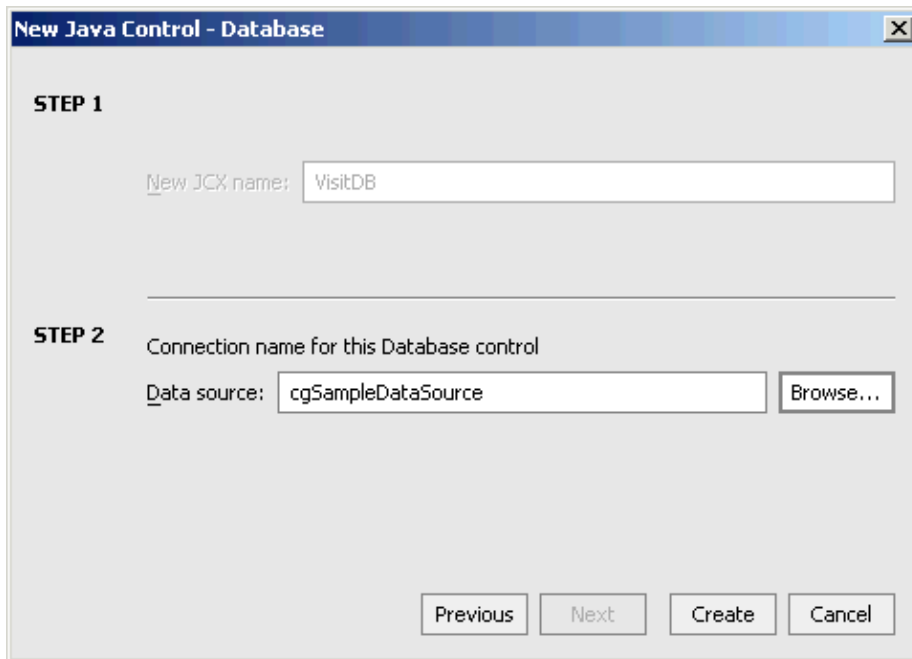 New Java Control - Database
STEP 1
New JCX name: VisitDB
STEP 2
Connection name for this Database control
Data source: cgSampleDataSource Browse...
Previous Next Create Cancel